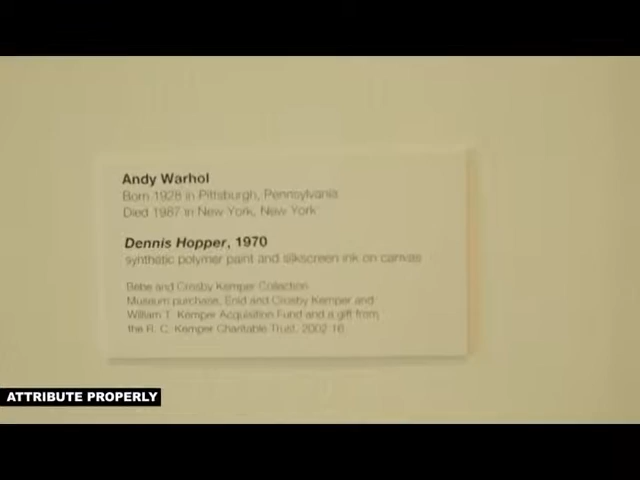 Andy Warhol
Born 1928 in Pittsburgh, Pennsylvania
Died 1987 in New York, New York
Dennis Hopper, 1970
synthetic polymer paint and silkscreen ink on canvas
Bebe and Crosby Kemper Collection
Museum purchase, Enid and Crosby Kemper and
William T. Kemper Acquisition Fund and a gift from
the R. C. Kemper Charitable Trust, 2002.16
ATTRIBUTE PROPERLY